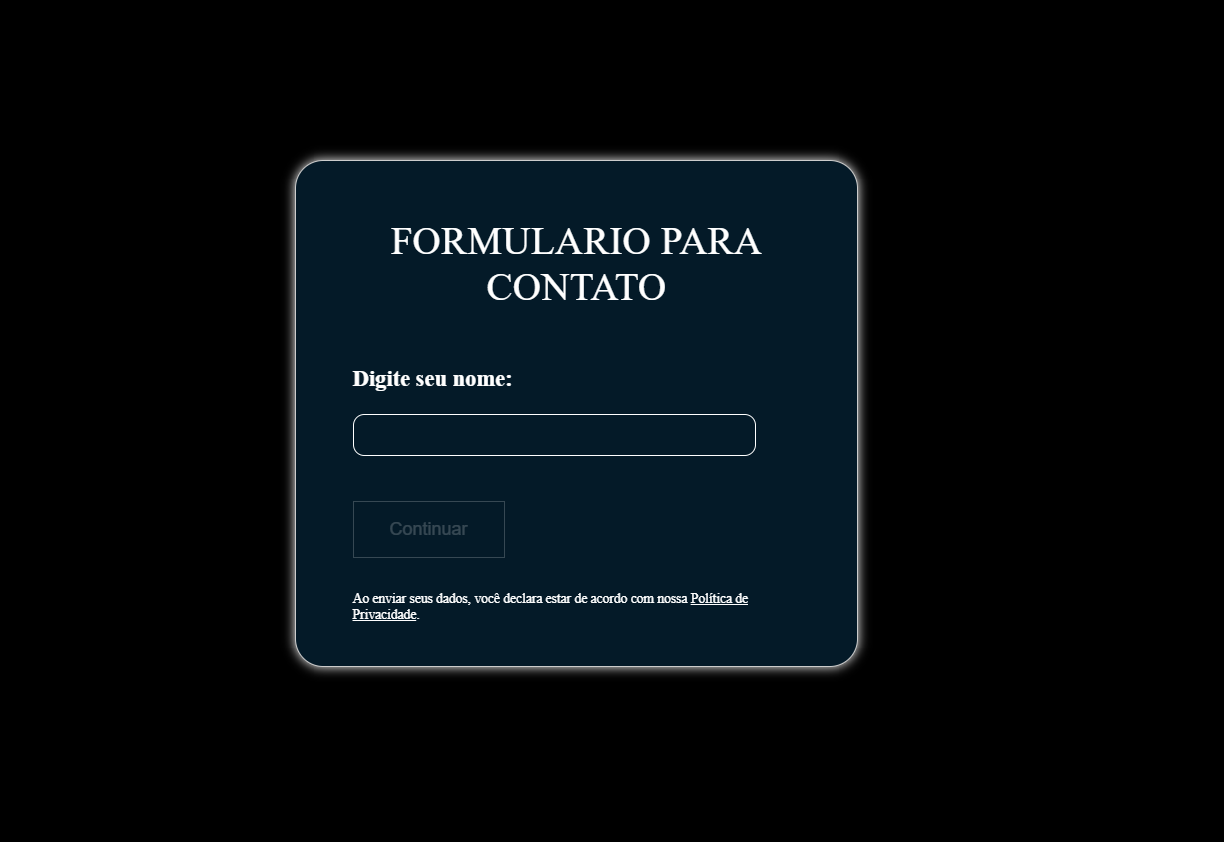 FORMULARIO PARA
CONTATO
Digite seu nome:
Continuar
Ao enviar seus dados, você declara estar de acordo com nossa Política de
Privacidade.